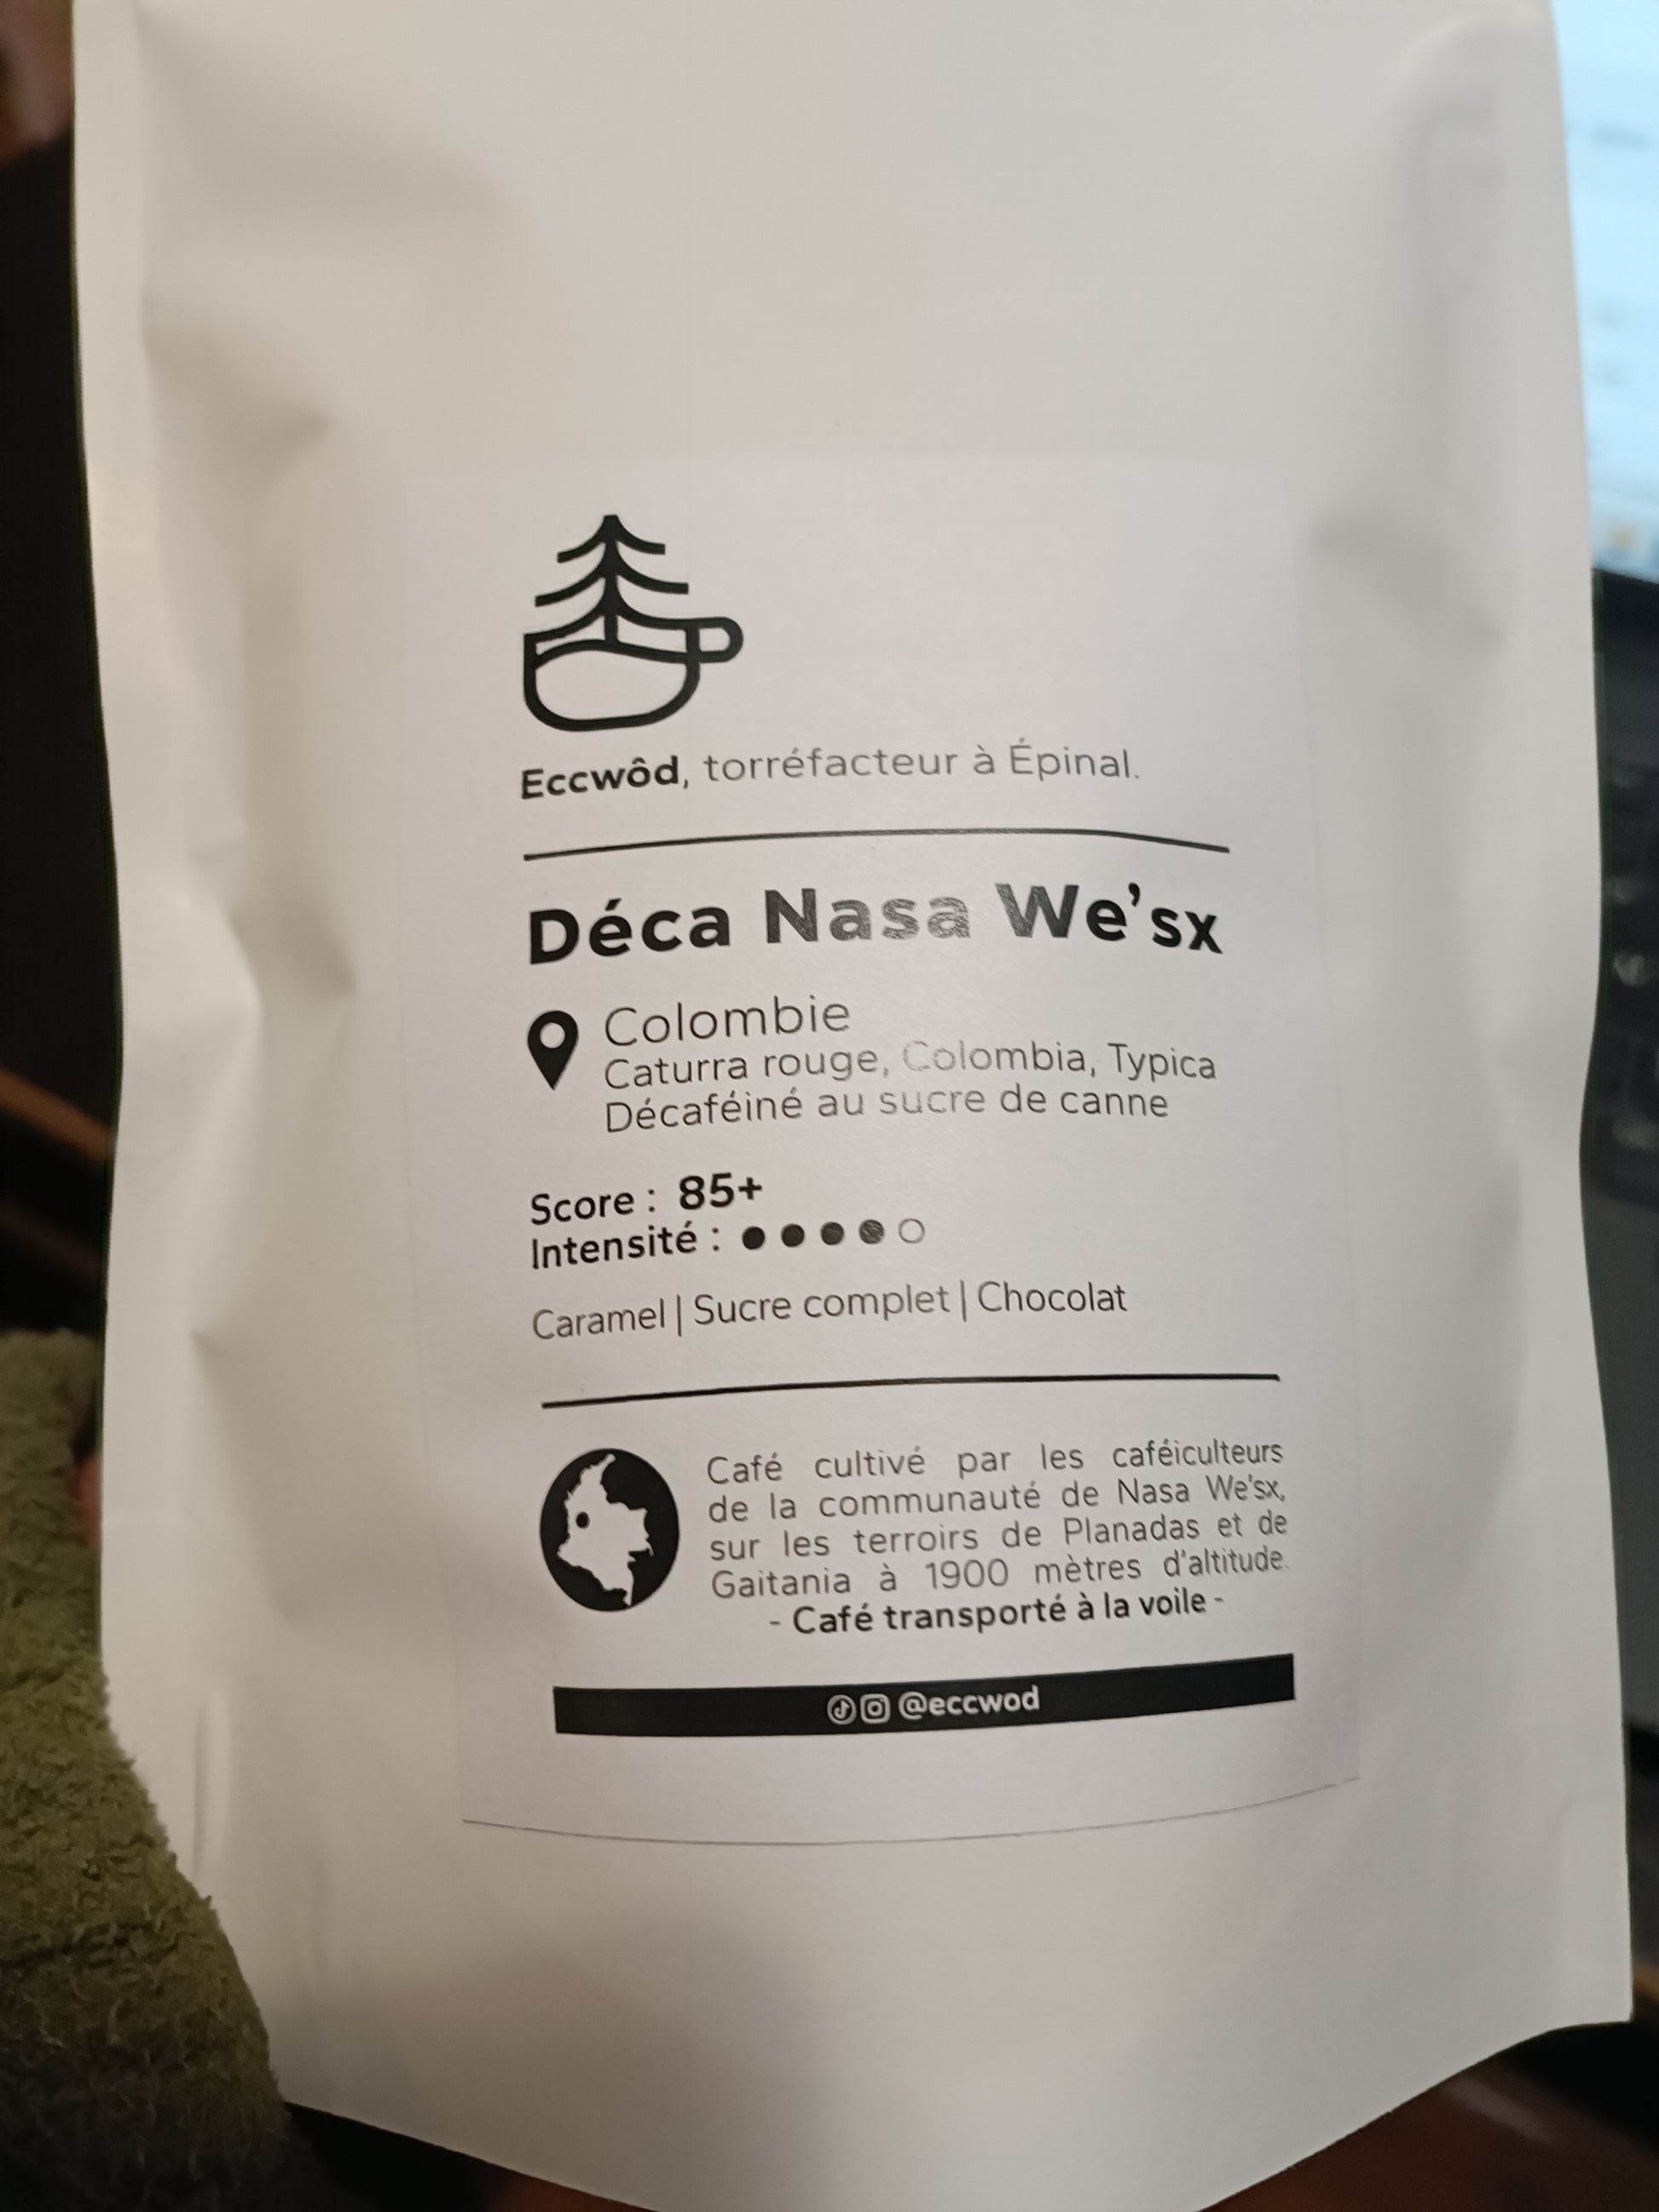 Eccwôd, torréfacteur à Épinal.
Déca Nasa We'sx
Colombie
Caturra rouge, Colombia, Typica
Décaféiné au sucre de canne
Score : 85+
Intensité :
Caramel | Sucre complet | Chocolat
Café cultivé par les caféiculteurs
de la communauté de Nasa We'sx,
sur les terroirs de Planadas et de
Gaitania à 1900 mètres d'altitude.
- Café transporté à la voile -
@eccwod